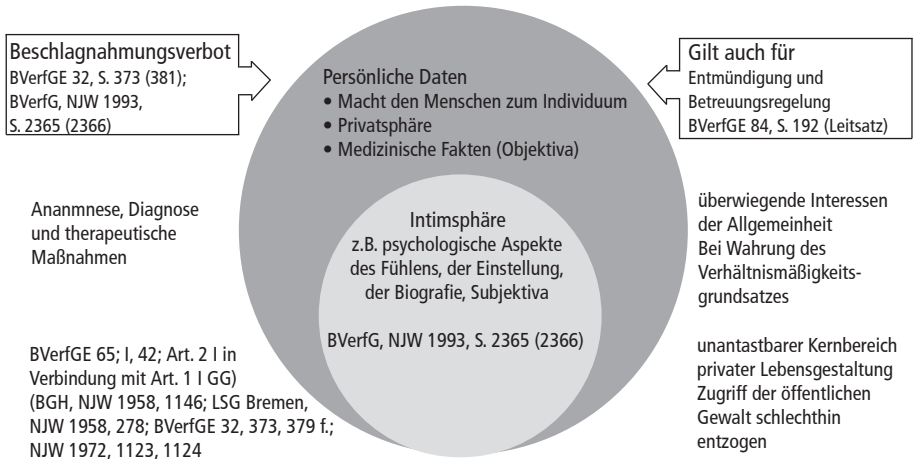 Beschlagnahmungsverbot
BVerfGE 32, S. 373 (381);
BVerfG, NJW 1993,
S. 2365 (2366)
Persönliche Daten
• Macht den Menschen zum Individuum
• Privatsphäre
• Medizinische Fakten (Objektiva)
Gilt auch für
Entmündigung und
Betreuungsregelung
BVerfGE 84, S. 192 (Leitsatz)
Ananmnese, Diagnose
und therapeutische
Maßnahmen
Intimsphäre
z.B. psychologische Aspekte
des Fühlens, der Einstellung,
der Biografie, Subjektiva
BVerfG, NJW 1993, S. 2365 (2366)
überwiegende Interessen
der Allgemeinheit
Bei Wahrung des
Verhältnismäßigkeits-
grundsatzes
BVerfGE 65; I, 42; Art. 2 I in
Verbindung mit Art. 1 I GG)
(BGH, NJW 1958, 1146; LSG Bremen,
NJW 1958, 278; BVerfGE 32, 373, 379 f.;
NJW 1972, 1123, 1124
unantastbarer Kernbereich
privater Lebensgestaltung
Zugriff der öffentlichen
Gewalt schlechthin
entzogen